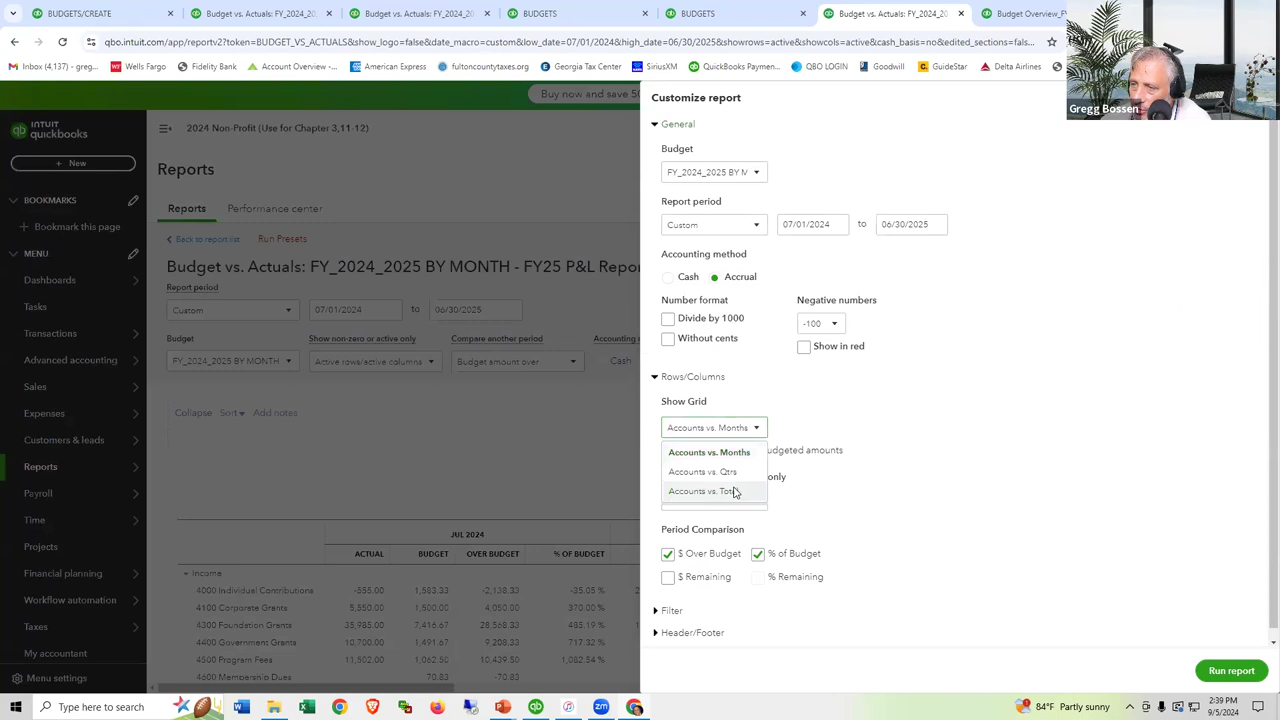 BUDGETS/CREATE
Budget vs. Actuals: FY_2024_20
Budget vs. Actuals: FY_2024_20
BUDGETS
BUDGETS
Budget vs. Actuals: FY_2024_20
Budget Overview_F
qbo.intuit.com/app/reportv2?token=BUDGET_VS_ACTUALS&show_logo=false&date_macro=custom&low_date=07/01/2024&high_date=06/30/2025&showrows=active&showcols=active&cash_basis=no&edited_sections=fals...
Inbox (4,137) - greg...
Wells Fargo
Fidelity Bank
Account Overview -...
American Express
fultoncountytax.org
Georgia Tax Center
SiriusXM
QuickBooks Paymen...
QBO LOGIN
Goodwill
GuideStar
Delta Airlines
Buy now and save 50
Gregg Bossen
INTUIT
quickbooks
2024 Non-Profit (Use for Chapter 3,11-12)
+ New
BOOKMARKS
Bookmark this page
MENU
Dashboards
Tasks
Transactions
Advanced accounting
Sales
Expenses
Customers & leads
Reports
Payroll
Time
Projects
Financial planning
Workflow automation
Taxes
My accountant
Menu settings
Reports
Reports
Performance center
Back to report list
Run Presets
Budget vs. Actuals: FY_2024_2025 BY MONTH - FY25 P&L Repor
Report period
Custom
07/01/2024
to
06/30/2025
Budget
Show non-zero or active only
Compare another period
Accounting m
FY_2024_2025 BY MONTH
Active rows/active columns
Budget amount over
Cash
Collapse
Sort
Add notes
JUL 2024
ACTUAL BUDGET OVER BUDGET % OF BUDGET
Income
4000 Individual Contributions -555.00 1,583.33 -2,138.33 -35.05 %
4100 Corporate Grants 5,550.00 1,500.00 4,050.00 370.00 %
4300 Foundation Grants 35,985.00 7,416.67 28,568.33 485.19 %
4400 Government Grants 10,700.00 1,491.67 9,208.33 717.32 %
4500 Program Fees 11,502.00 1,062.50 10,439.50 1,082.54 %
4600 Membership Dues 70.83 -70.83
Customize report
General
Budget
FY_2024_2025 BY M
Report period
Custom
07/01/2024
to
06/30/2025
Accounting method
Cash
Accrual
Number format
Negative numbers
Divide by 1000
-100
Without cents
Show in red
Rows/Columns
Show Grid
Accounts vs. Months
Accounts vs. Months
udgeted amounts
Accounts vs. Qtrs
only
Accounts vs. Tot
Period Comparison
$ Over Budget
% of Budget
$ Remaining
% Remaining
Filter
Header/Footer
Run report
Type here to search
84°F Partly sunny
2:39 PM
9/5/2024